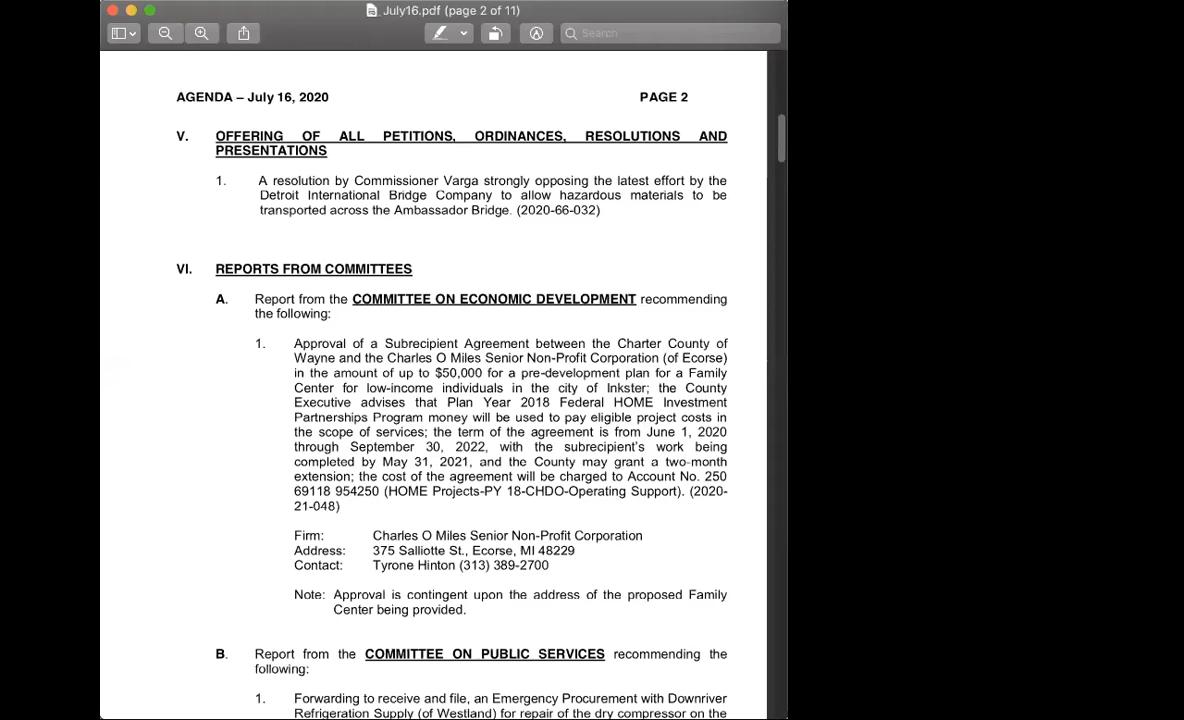 July16.pdf (page 2 of 11)
Search
AGENDA – July 16, 2020 PAGE 2
V. OFFERING OF ALL PETITIONS, ORDINANCES, RESOLUTIONS AND
PRESENTATIONS
1. A resolution by Commissioner Varga strongly opposing the latest effort by the
Detroit International Bridge Company to allow hazardous materials to be
transported across the Ambassador Bridge. (2020-66-032)
VI. REPORTS FROM COMMITTEES
A. Report from the COMMITTEE ON ECONOMIC DEVELOPMENT recommending
the following:
1. Approval of a Subrecipient Agreement between the Charter County of
Wayne and the Charles O Miles Senior Non-Profit Corporation (of Ecorse)
in the amount of up to $50,000 for a pre-development plan for a Family
Center for low-income individuals in the city of Inkster; the County
Executive advises that Plan Year 2018 Federal HOME Investment
Partnerships Program money will be used to pay eligible project costs in
the scope of services; the term of the agreement is from June 1, 2020
through September 30, 2022, with the subrecipient's work being
completed by May 31, 2021, and the County may grant a two-month
extension; the cost of the agreement will be charged to Account No. 250
69118 954250 (HOME Projects-PY 18-CHDO-Operating Support). (2020-
21-048)
Firm: Charles O Miles Senior Non-Profit Corporation
Address: 375 Salliotte St., Ecorse, MI 48229
Contact: Tyrone Hinton (313) 389-2700
Note: Approval is contingent upon the address of the proposed Family
Center being provided.
B. Report from the COMMITTEE ON PUBLIC SERVICES recommending the
following:
1. Forwarding to receive and file, an Emergency Procurement with Downriver
Refrigeration Supply (of Westland) for repair of the dry compressor on the